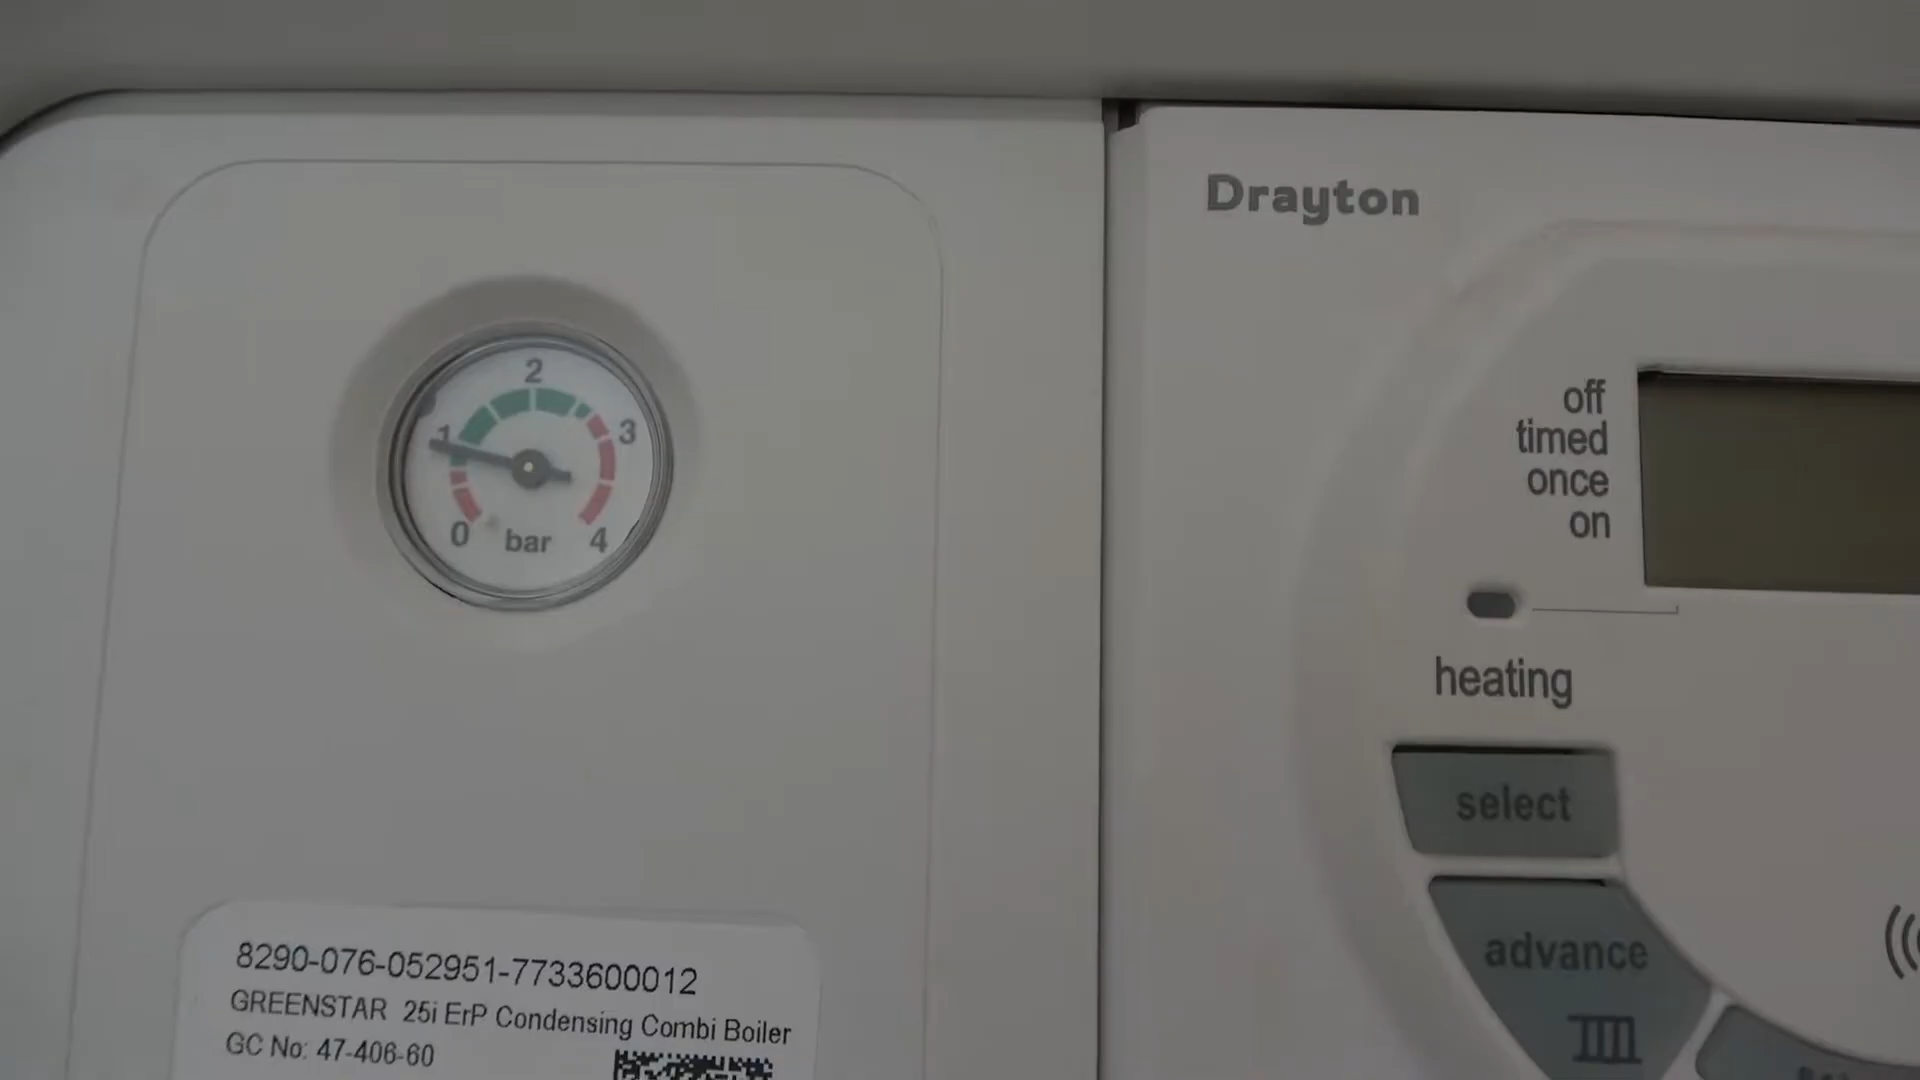 2
1
3
0
bar
4
8290-076-052951-7733600012
GREENSTAR 25i ErP Condensing Combi Boiler
GC No: 47-406-60
Drayton
off
timed
once
on
heating
select
advance